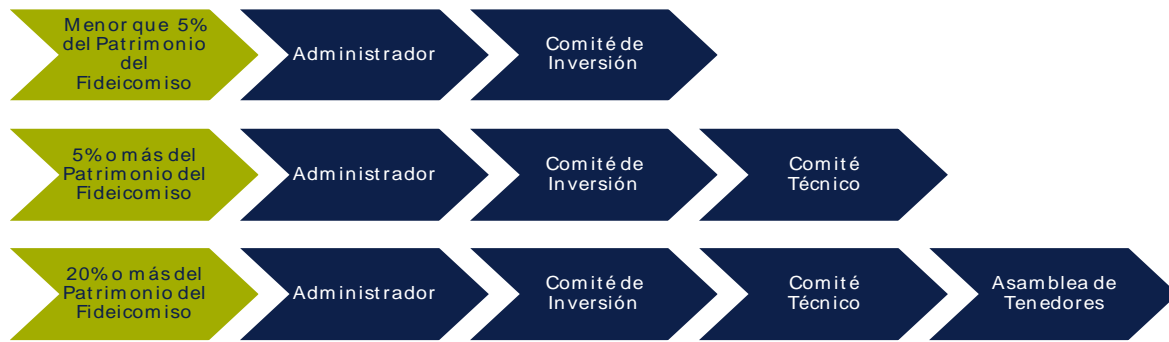 Menor que 5%
del Patrimonio
del
Fideicomiso
Administrador
Comité de
Inversión
5% o más del
Patrimonio del
Fideicomiso
Administrador
Comité de
Inversión
Comité
Técnico
20% o más del
Patrimonio del
Fideicomiso
Administrador
Comité de
Inversión
Comité
Técnico
Asamblea de
Tenedores